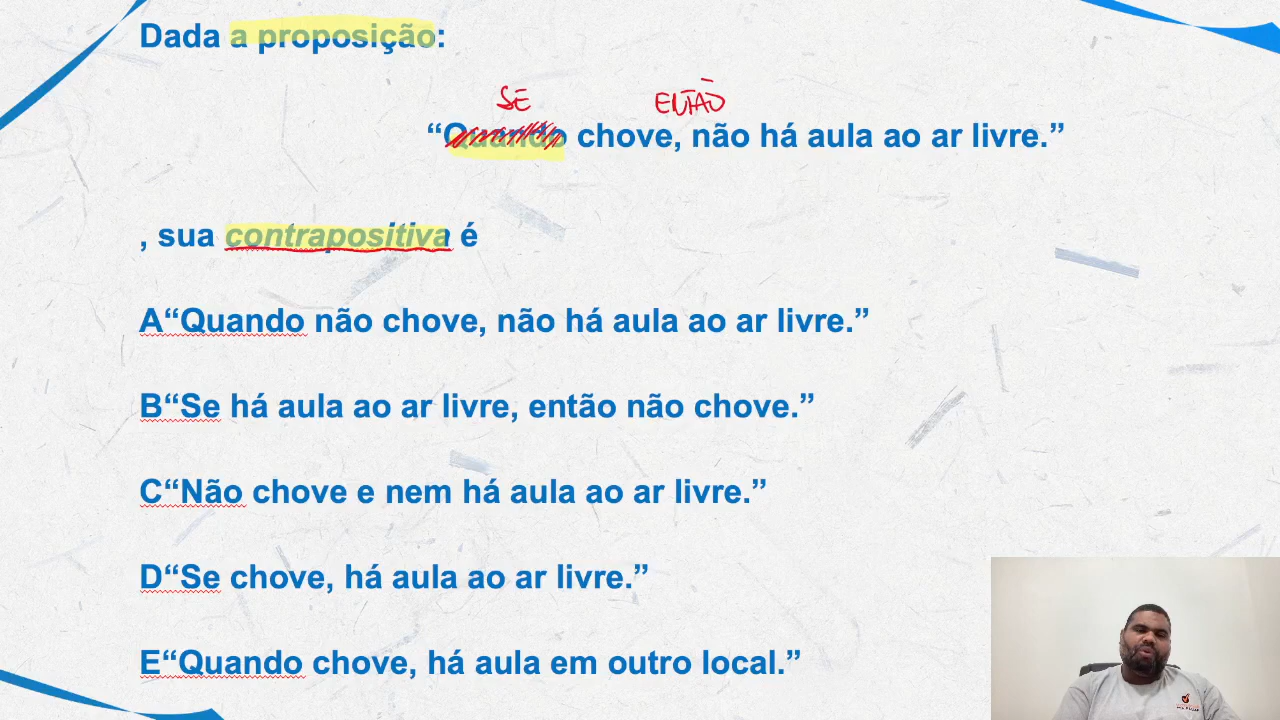 Dada a proposição:
SE ENTÃO
“Quando chove, não há aula ao ar livre.”
, sua contrapositiva é
A“Quando não chove, não há aula ao ar livre.”
B“Se há aula ao ar livre, então não chove.”
C“Não chove e nem há aula ao ar livre.”
D“Se chove, há aula ao ar livre.”
E“Quando chove, há aula em outro local.”